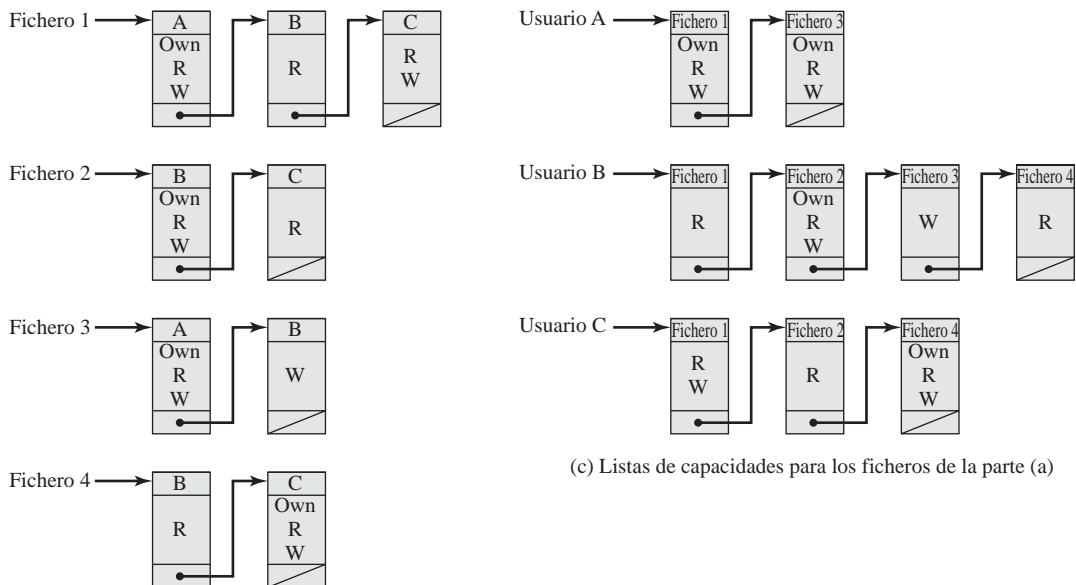 Fichero 1
A
Own
R
W
B
R
C
R
W
Fichero 2
B
Own
R
W
C
R
Fichero 3
A
Own
R
W
B
W
Fichero 4
B
R
C
Own
R
W
Usuario A
Fichero 1
Own
R
W
Fichero 3
Own
R
W
Usuario B
Fichero 1
R
Fichero 2
Own
R
W
Fichero 3
W
Fichero 4
R
Usuario C
Fichero 1
R
W
Fichero 2
R
Fichero 4
Own
R
W
(c) Listas de capacidades para los ficheros de la parte (a)